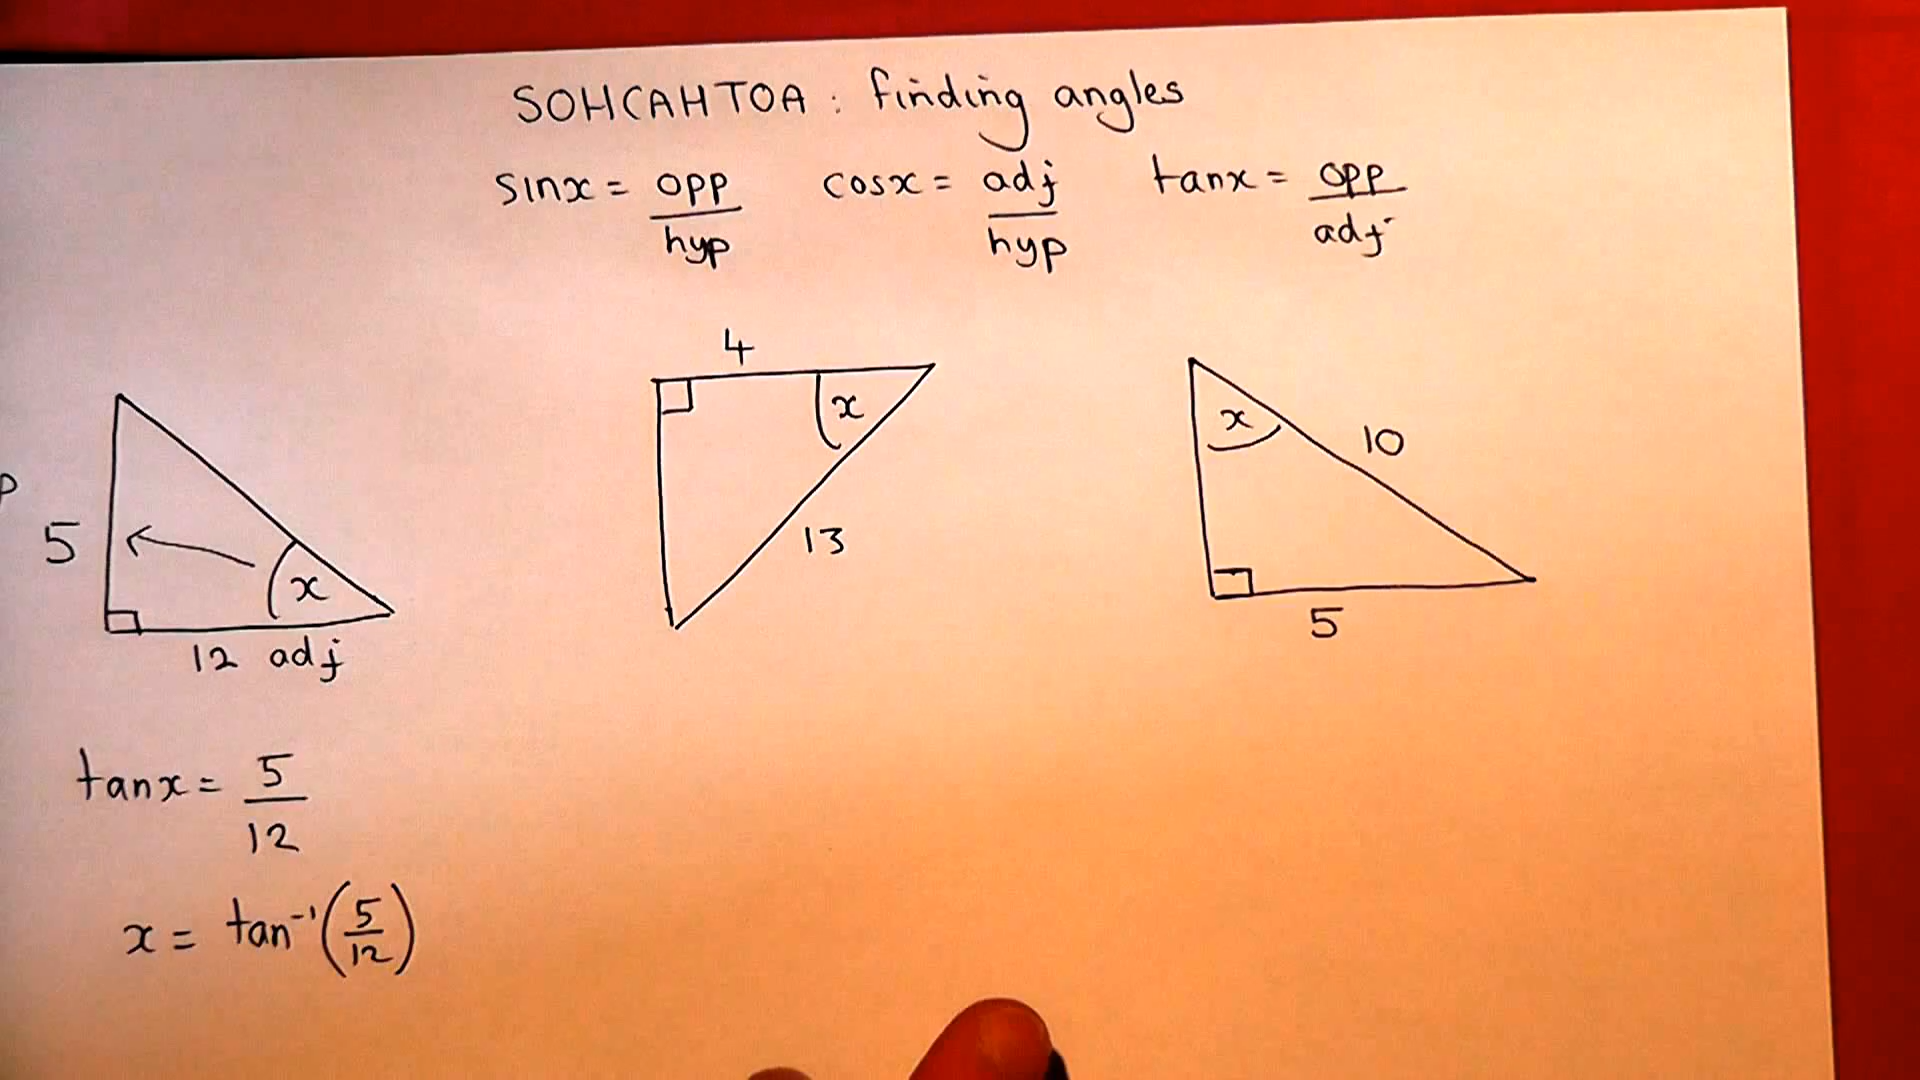 SOHCAHTOA : finding angles
sinx = opp/hyp cosx = adj/hyp tanx = opp/adj
4
x
13
x
10
5
p
5
x
12 adj
tanx = 5/12
x = tan⁻¹(5/12)